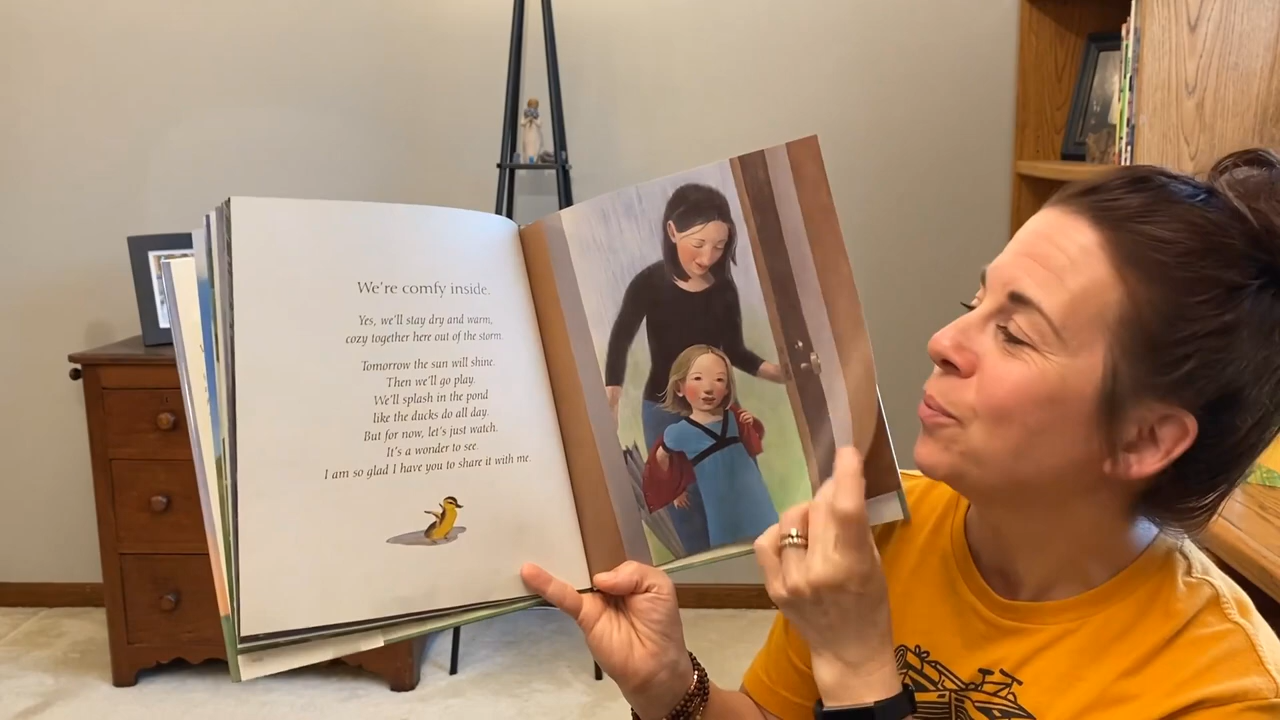 We're comfy inside.
Yes, we'll stay dry and warm,
cozy together here out of the storm.
Tomorrow the sun will shine.
Then we'll go play.
We'll splash in the pond
like the ducks do all day.
But for now, let's just watch.
It's a wonder to see.
I am so glad I have you to share it with me.